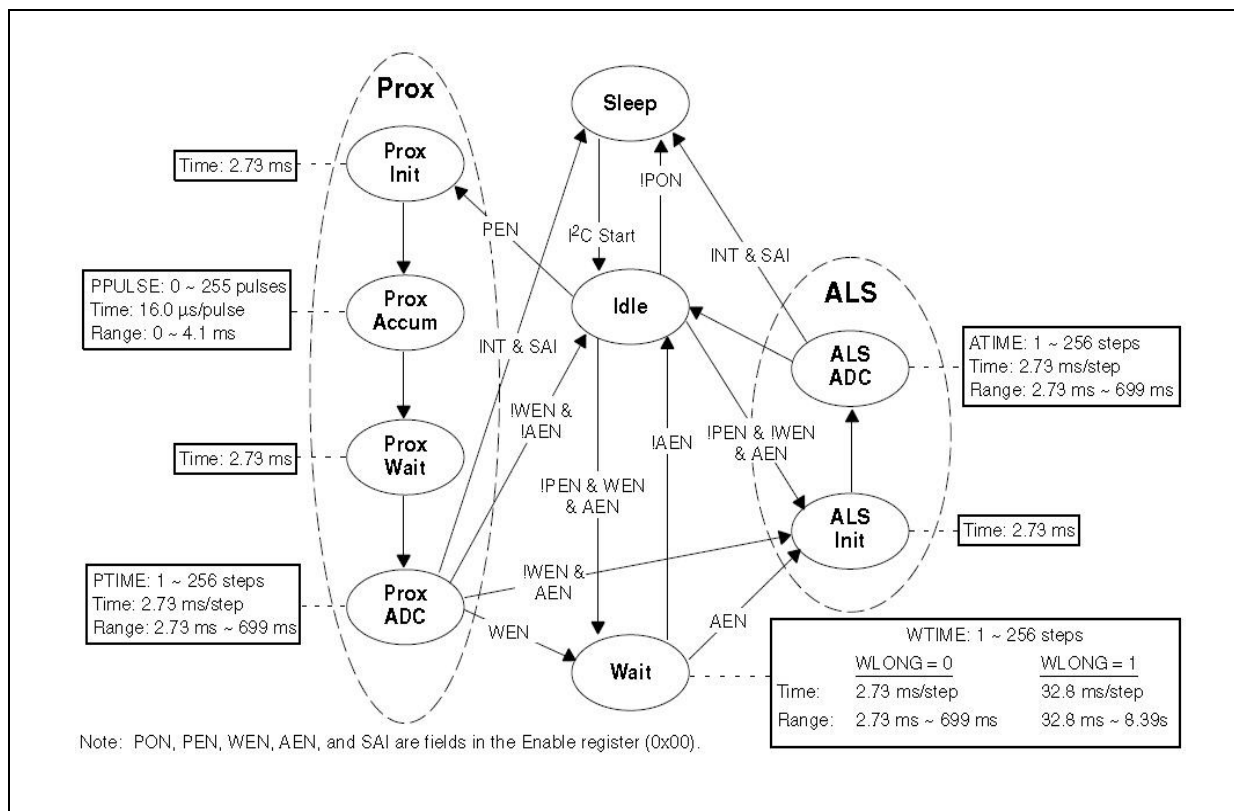 Prox
Sleep
Prox
Init
Time: 2.73 ms
!PON
PEN
I²C Start
INT & SAI
PPULSE: 0 ~ 255 pulses
Time: 16.0 µs/pulse
Range: 0 ~ 4.1 ms
Prox
Accum
Idle
ALS
INT & SAI
ALS
ADC
ATIME: 1 ~ 256 steps
Time: 2.73 ms/step
Range: 2.73 ms ~ 699 ms
!WEN &
!AEN
!AEN
!PEN & !WEN
& AEN
Time: 2.73 ms
Prox
Wait
!PEN & WEN
& AEN
ALS
Init
Time: 2.73 ms
PTIME: 1 ~ 256 steps
Time: 2.73 ms/step
Range: 2.73 ms ~ 699 ms
Prox
ADC
!WEN &
AEN
WEN
AEN
Wait
WTIME: 1 ~ 256 steps
WLONG = 0 WLONG = 1
Time: 2.73 ms/step 32.8 ms/step
Range: 2.73 ms ~ 699 ms 32.8 ms ~ 8.39s
Note: PON, PEN, WEN, AEN, and SAI are fields in the Enable register (0x00).